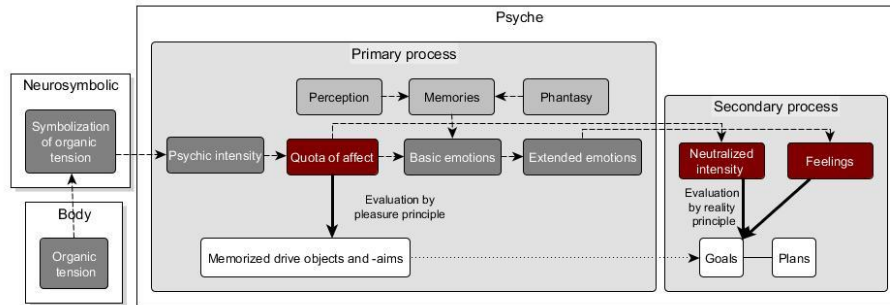 Psyche
Primary process
Neurosymbolic
Perception
Memories
Phantasy
Secondary process
Symbolization
of organic
tension
Psychic intensity
Quota of affect
Basic emotions
Extended emotions
Neutralized
intensity
Feelings
Evaluation by
pleasure principle
Evaluation
by reality
principle
Body
Organic
tension
Memorized drive objects and -aims
Goals
Plans